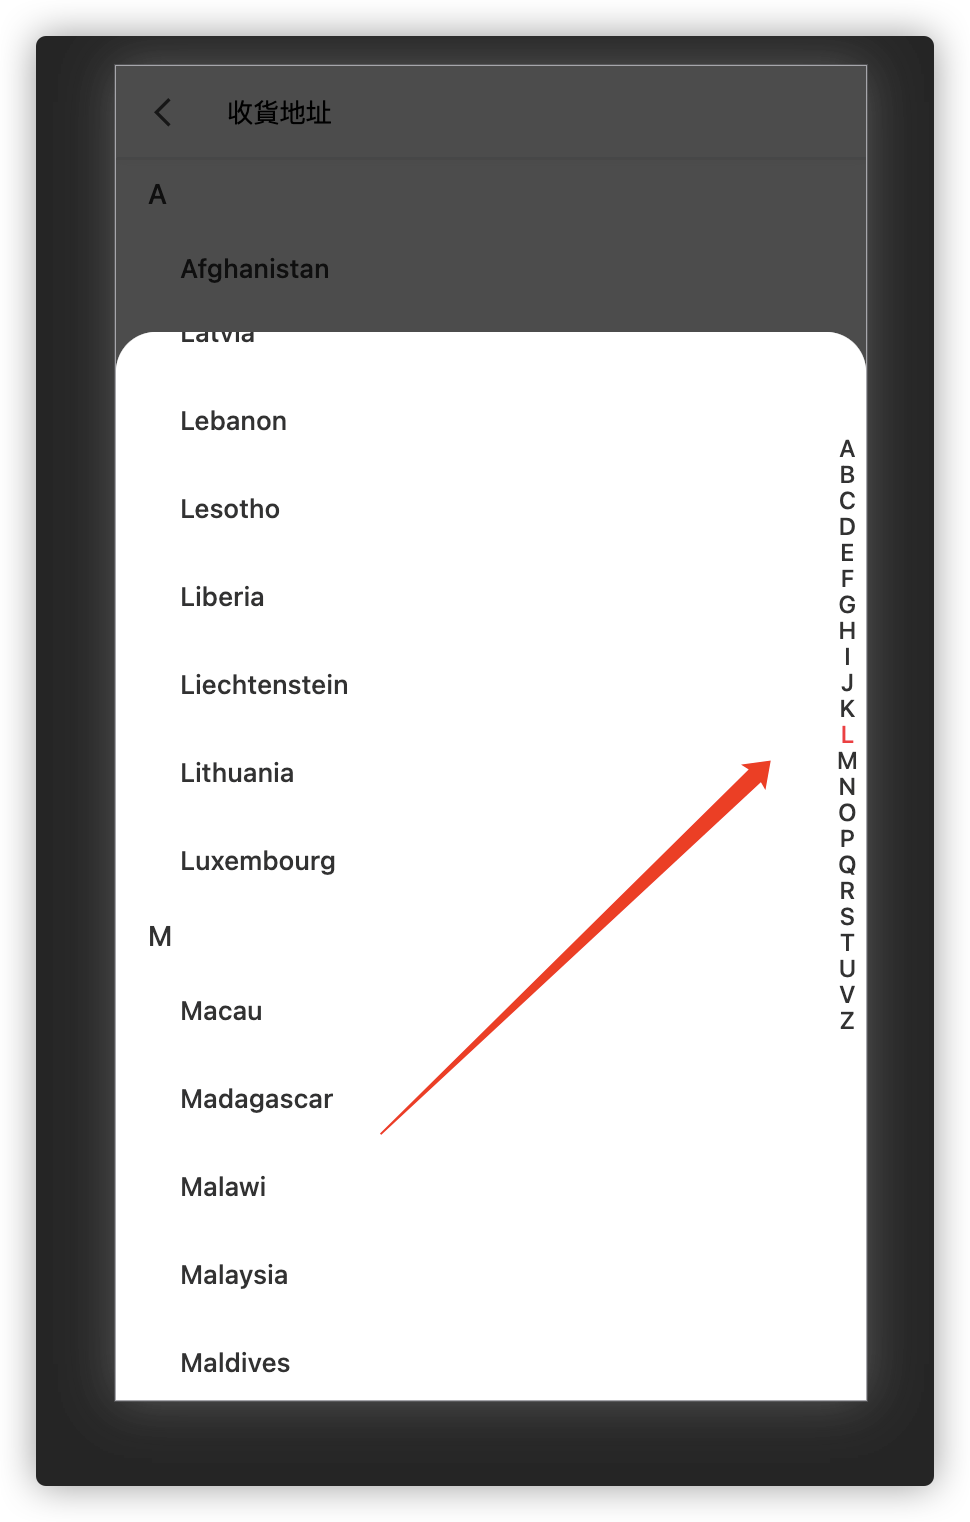 收貨地址
A
Afghanistan
Latvia
Lebanon
Lesotho
Liberia
Liechtenstein
Lithuania
Luxembourg
M
Macau
Madagascar
Malawi
Malaysia
Maldives
A
B
C
D
E
F
G
H
I
J
K
L
M
N
O
P
Q
R
S
T
U
V
Z